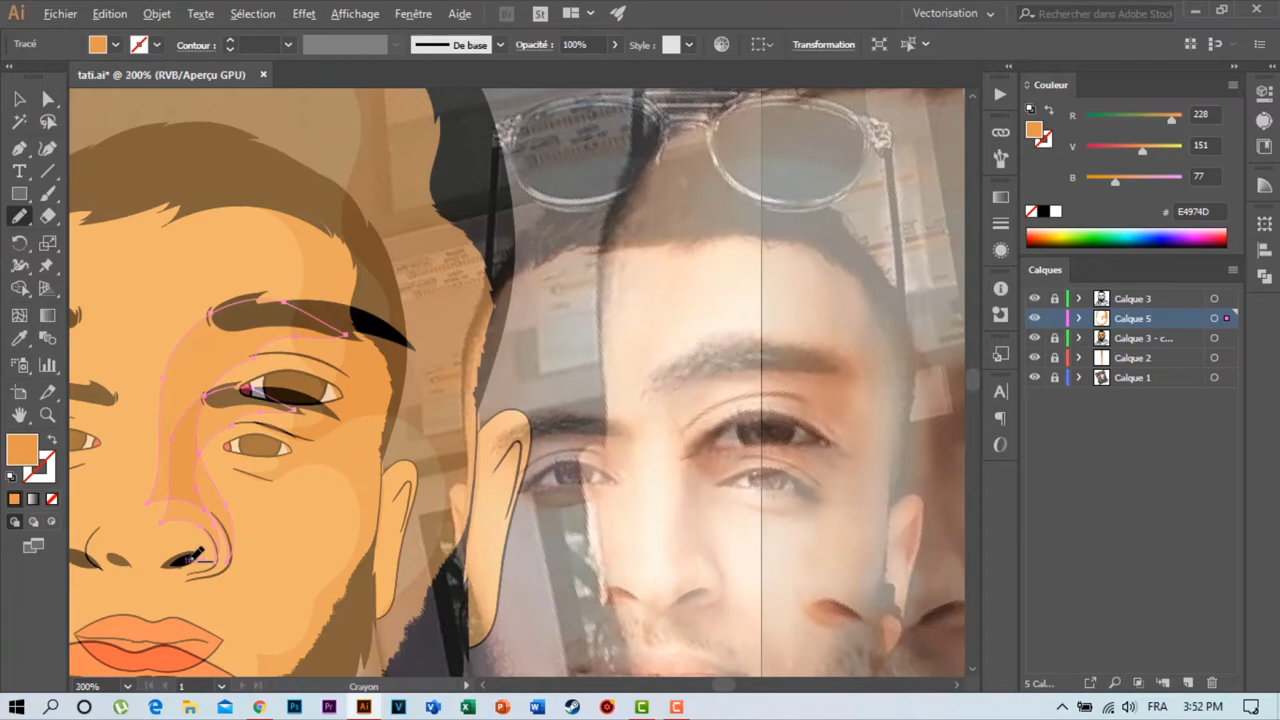 Ai Fichier Edition Objet Texte Sélection Effet Affichage Fenêtre Aide Br St Vectorisation Rechercher dans Adobe Stock
Tracé Contour : De base Opacité : 100% Style : Transformation
tati.ai* @ 200% (RVB/Aperçu GPU)
Couleur
R 228
V 151
B 77
# E4974D
Calques
Calque 3
Calque 5
Calque 3 - c...
Calque 2
Calque 1
200% 1 Crayon 5 Cal...
FRA 3:52 PM